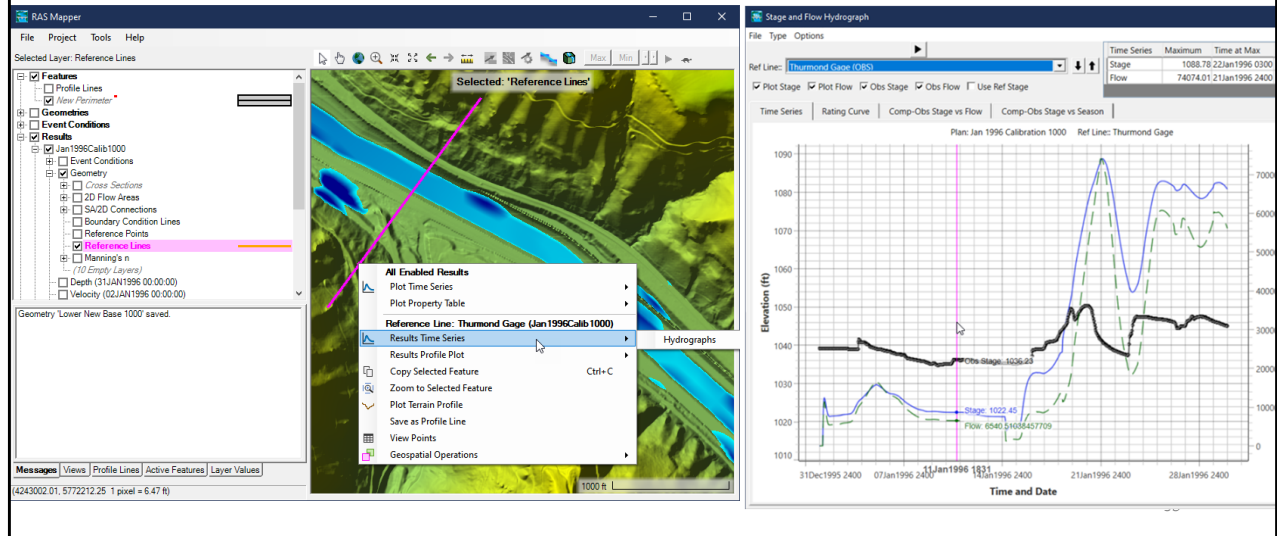 RAS Mapper
File Project Tools Help
Selected Layer: Reference Lines
Max Min
Features
Profile Lines
New Perimeter
Geometries
Event Conditions
Results
Jan1996Calib1000
Event Conditions
Geometry
Cross Sections
2D Flow Areas
SA/2D Connections
Boundary Condition Lines
Reference Points
Reference Lines
Manning's n
(10 Empty Layers)
Depth (31JAN1996 00:00:00)
Velocity (02JAN1996 00:00:00)
Geometry 'Lower New Base 1000' saved.
Messages Views Profile Lines Active Features Layer Values
(4243002.01, 5772212.25 1 pixel = 6.47 ft)
Selected: 'Reference Lines'
All Enabled Results
Plot Time Series
Plot Property Table
Reference Line: Thurmond Gage (Jan1996Calib1000)
Results Time Series
Hydrographs
Results Profile Plot
Copy Selected Feature Ctrl+C
Zoom to Selected Feature
Plot Terrain Profile
Save as Profile Line
View Points
Geospatial Operations
1000 ft
Stage and Flow Hydrograph
File Type Options
Time Series Maximum Time at Max
Stage 1088.78 22Jan1996 0300
Flow 74074.01 21Jan1996 2400
Ref Line: Thurmond Gage (OBS)
Plot Stage Plot Flow Obs Stage Obs Flow Use Ref Stage
Time Series Rating Curve Comp-Obs Stage vs Flow Comp-Obs Stage vs Season
Plan: Jan 1996 Calibration 1000 Ref Line: Thurmond Gage
Elevation (ft)
1090
1080
1070
1060
1050
1040
1030
1020
1010
70000
60000
50000
40000
30000
20000
10000
0
Obs Stage: 1036.23
Stage: 1022.45
Flow: 6540.51038457709
11Jan1996 1831
31Dec1995 2400 07Jan1996 2400 14Jan1996 2400 21Jan1996 2400 28Jan1996 2400
Time and Date